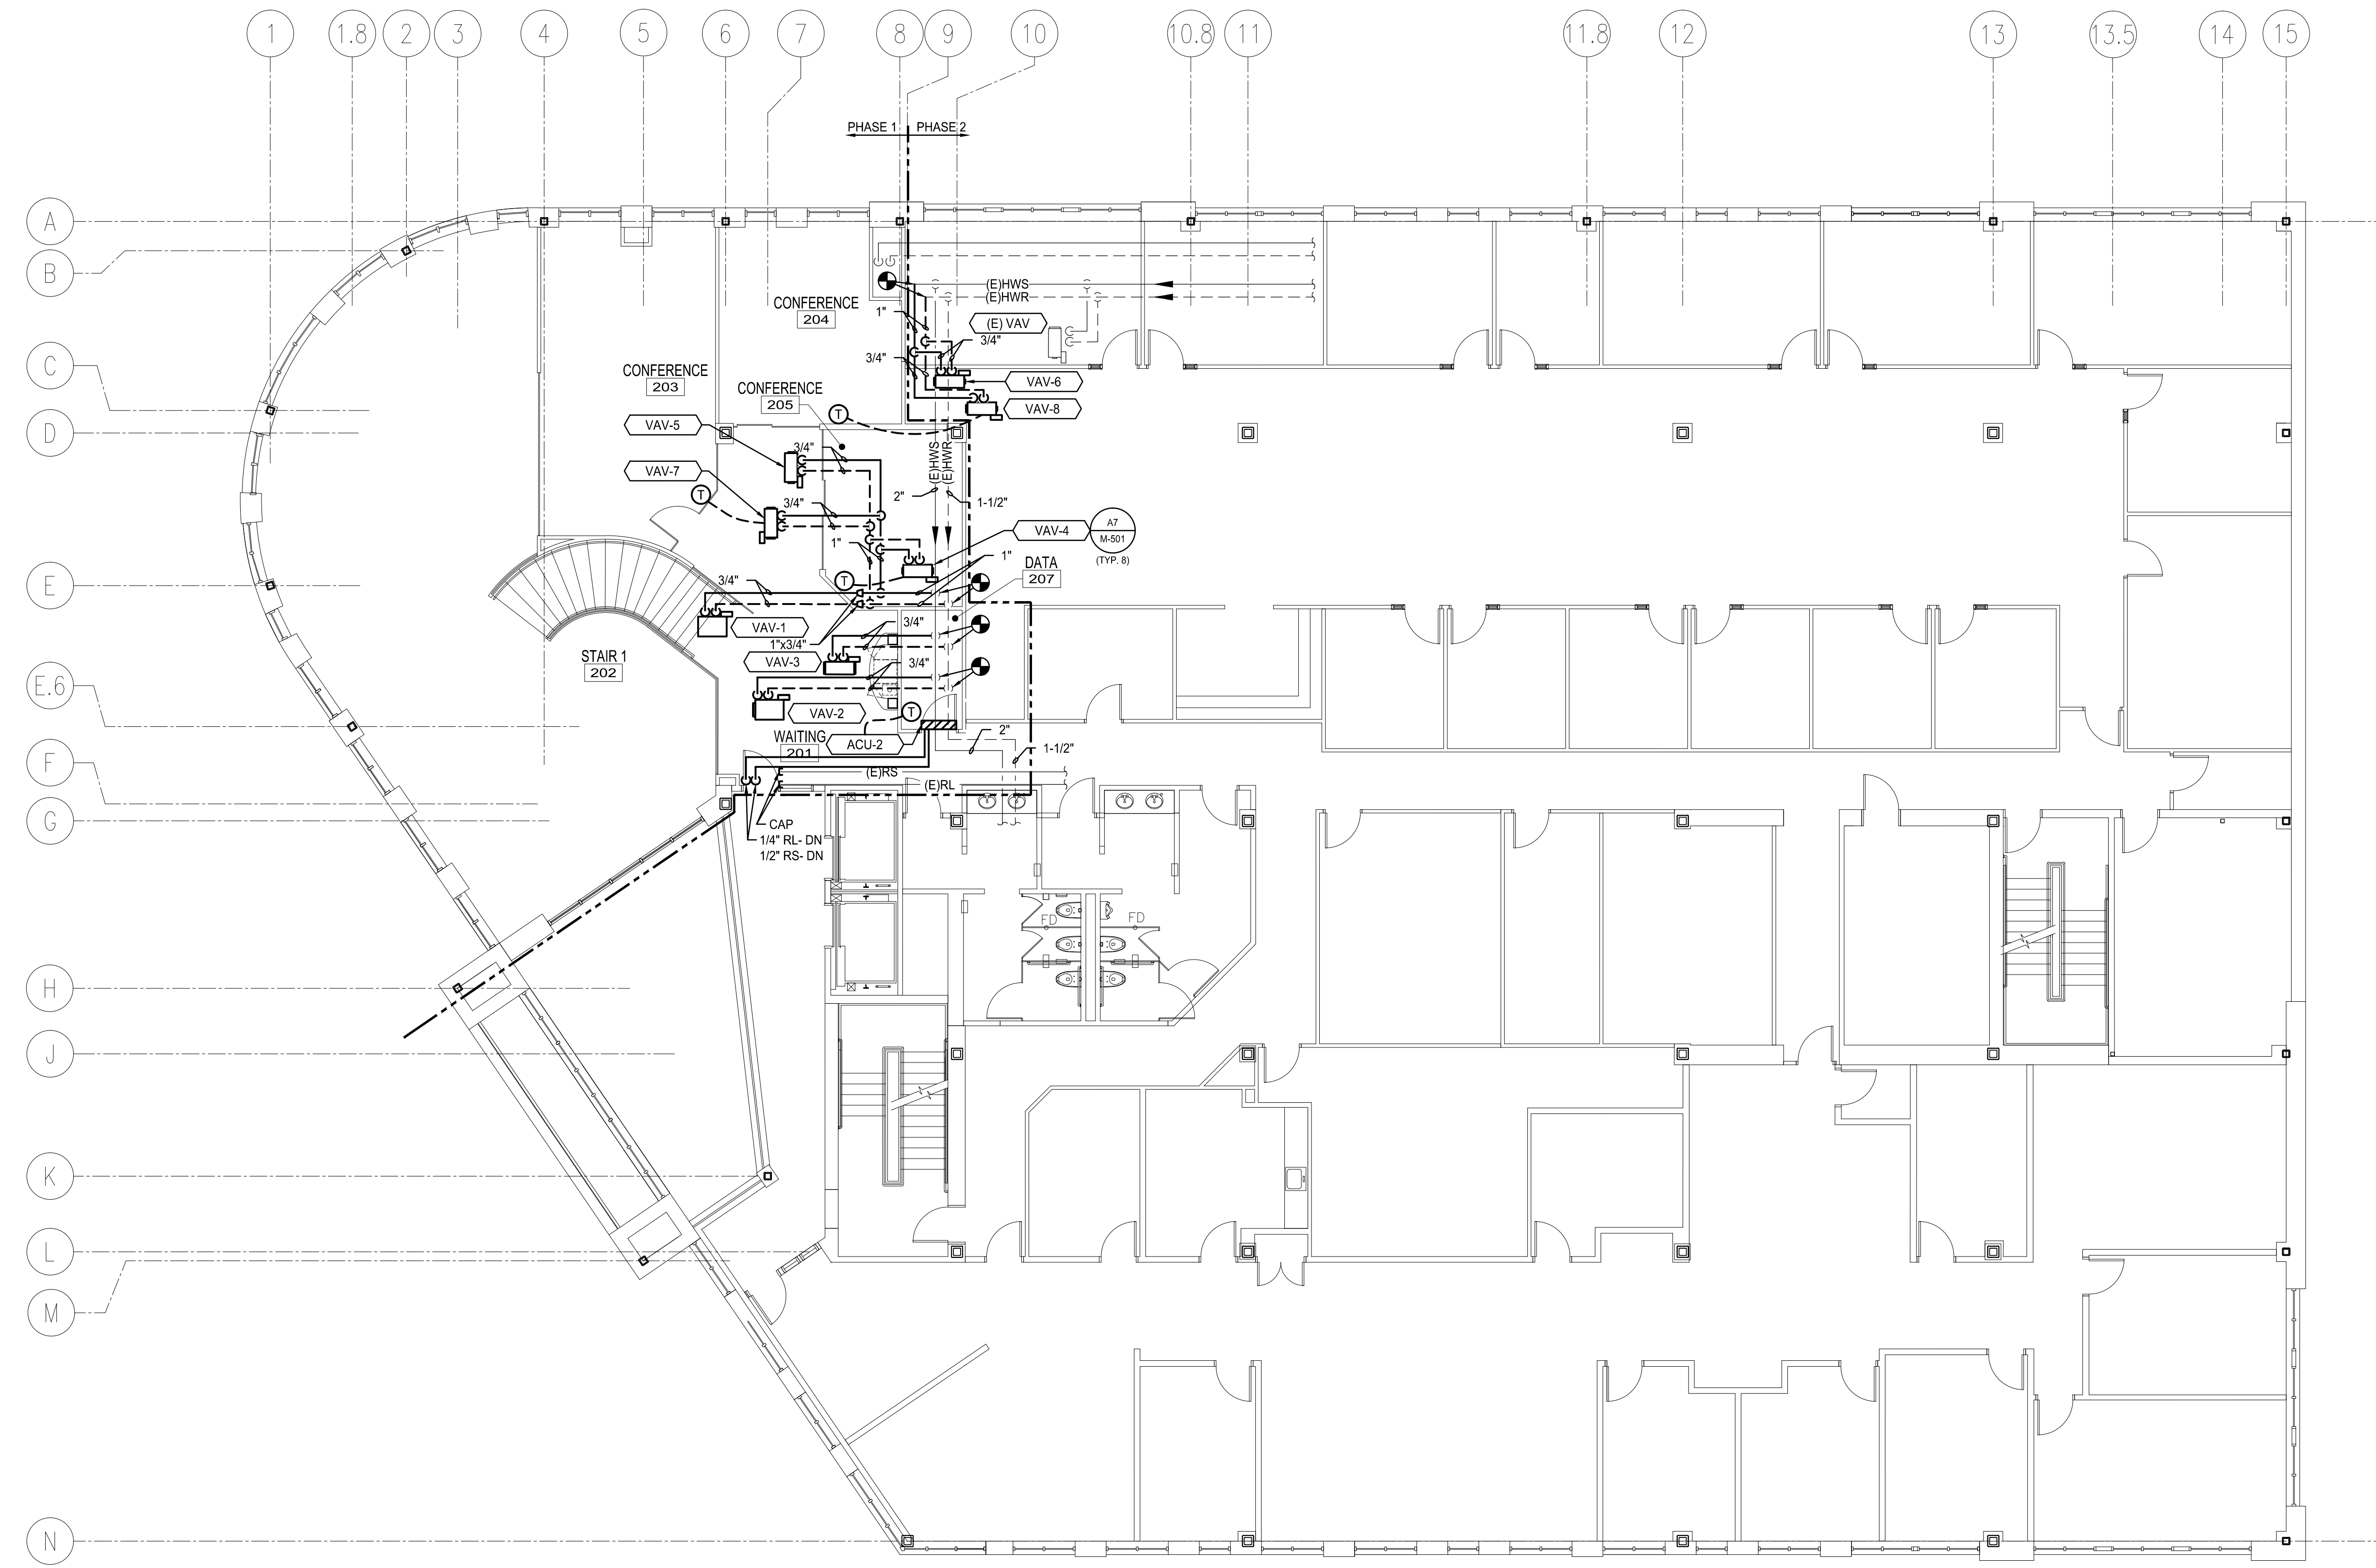 1 1.8 2 3 4 5 6 7 8 9 10 10.8 11 11.8 12 13 13.5 14 15
PHASE 1 PHASE 2
A
B
(E)HWS
(E)HWR
CONFERENCE
204
1"
(E) VAV
3/4"
C
3/4"
CONFERENCE
203
VAV-6
CONFERENCE
205
VAV-8
T
D
VAV-5
3/4"
(E)HWS
(E)HWR
VAV-7
T
3/4"
2"
1-1/2"
VAV-4
A7
M-501
(TYP. 8)
1"
1"
DATA
207
E
3/4"
T
VAV-1
3/4"
1"x3/4"
STAIR 1
202
VAV-3
3/4"
E.6
VAV-2
T
WAITING
201
ACU-2
2"
1-1/2"
F
(E)RS
(E)RL
G
CAP
1/4" RL- DN
1/2" RS- DN
FD
FD
H
J
K
L
M
N